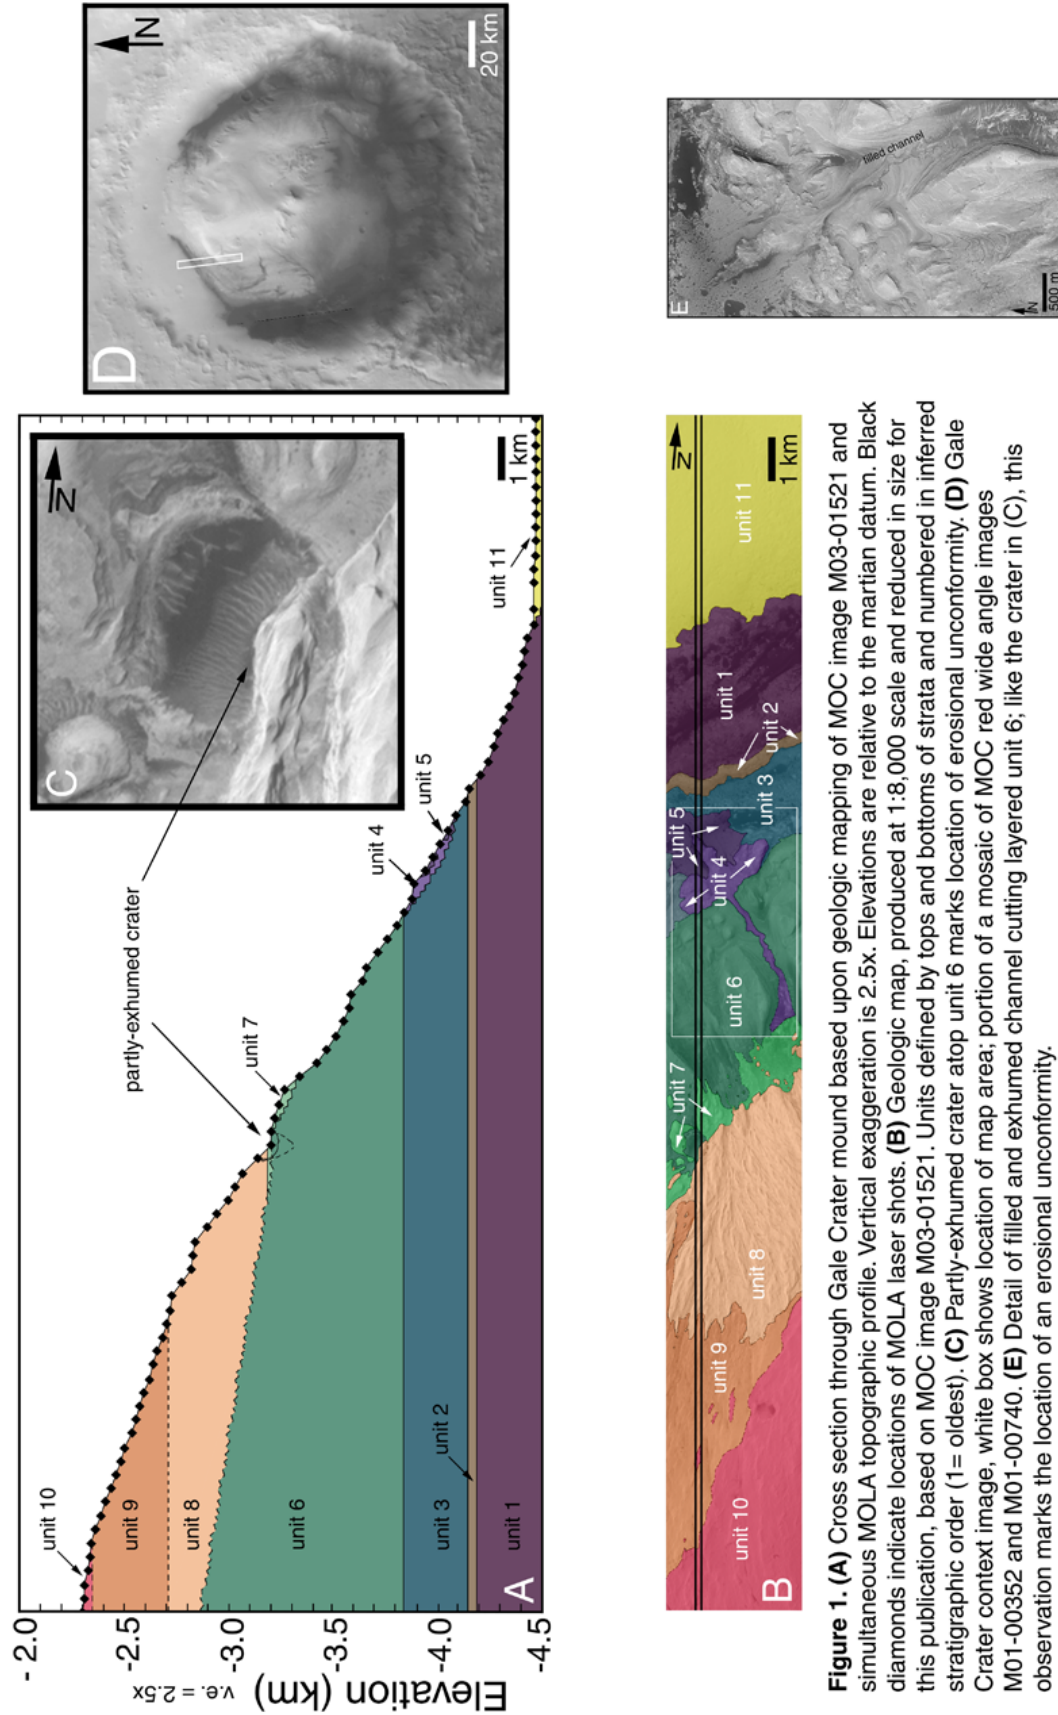 - 2.0
-2.5
-3.0
-3.5
-4.0
-4.5
Elevation (km)
v.e. = 2.5x
A
unit 10
unit 9
unit 8
unit 6
unit 3
unit 2
unit 1
partly-exhumed crater
unit 7
unit 4
unit 5
unit 11
1 km
C
N
D
N
20 km
B
unit 10
unit 9
unit 8
unit 7
unit 6
unit 5
unit 4
unit 3
unit 2
unit 1
unit 11
N
1 km
E
filled channel
N
500 m
Figure 1. (A) Cross section through Gale Crater mound based upon geologic mapping of MOC image M03-01521 and
simultaneous MOLA topographic profile. Vertical exaggeration is 2.5x. Elevations are relative to the martian datum. Black
diamonds indicate locations of MOLA laser shots. (B) Geologic map, produced at 1:8,000 scale and reduced in size for
this publication, based on MOC image M03-01521. Units defined by tops and bottoms of strata and numbered in inferred
stratigraphic order (1= oldest). (C) Partly-exhumed crater atop unit 6 marks location of erosional unconformity. (D) Gale
Crater context image, white box shows location of map area; portion of a mosaic of MOC red wide angle images
M01-00352 and M01-00740. (E) Detail of filled and exhumed channel cutting layered unit 6; like the crater in (C), this
observation marks the location of an erosional unconformity.